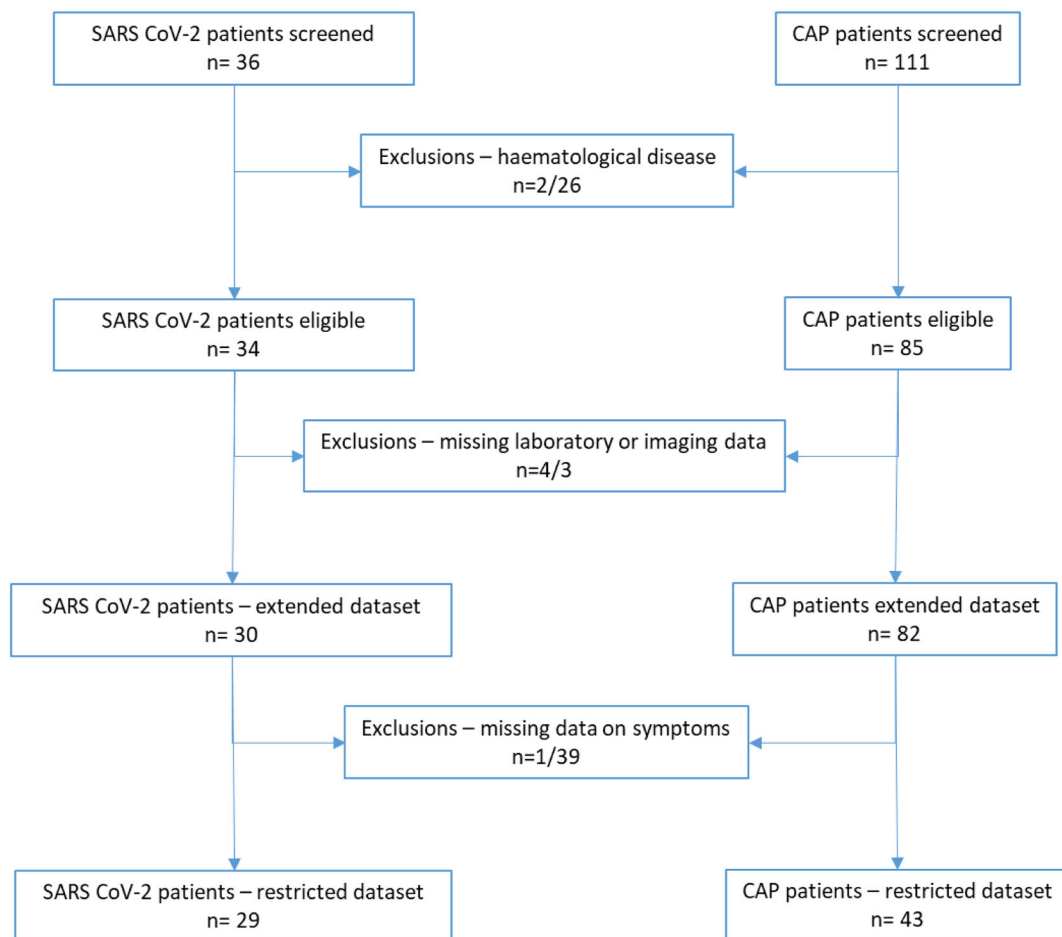 SARS CoV-2 patients screened
n= 36
CAP patients screened
n= 111
Exclusions – haematological disease
n=2/26
SARS CoV-2 patients eligible
n= 34
CAP patients eligible
n= 85
Exclusions – missing laboratory or imaging data
n=4/3
SARS CoV-2 patients – extended dataset
n= 30
CAP patients extended dataset
n= 82
Exclusions – missing data on symptoms
n=1/39
SARS CoV-2 patients – restricted dataset
n= 29
CAP patients – restricted dataset
n= 43